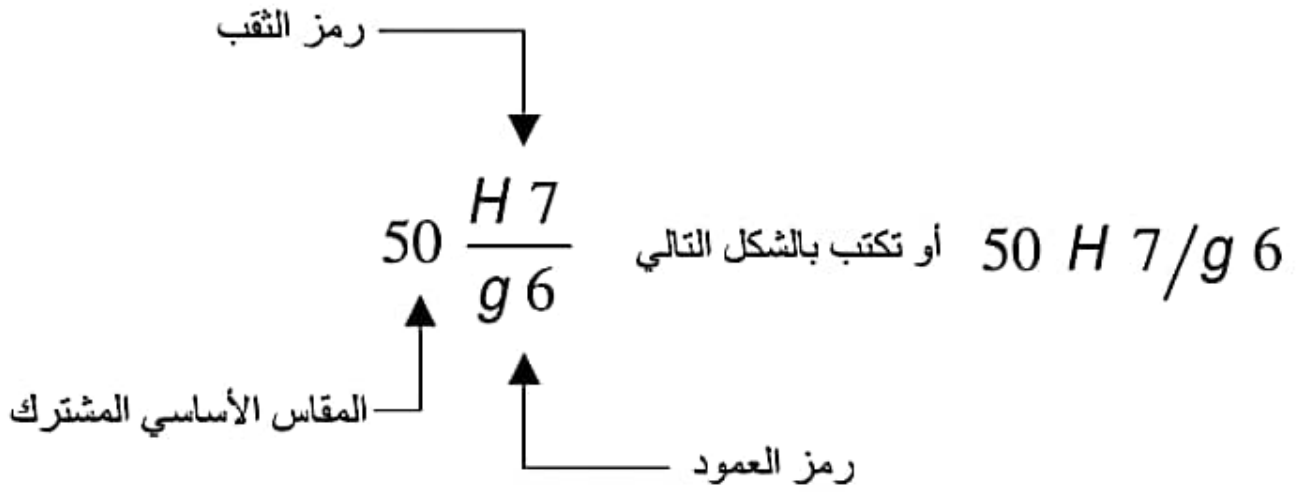 رمز الثقب
50 H 7 / g 6 أو تكتب بالشكل التالي 50 H 7/g 6
المقاس الأساسي المشترك
رمز العمود